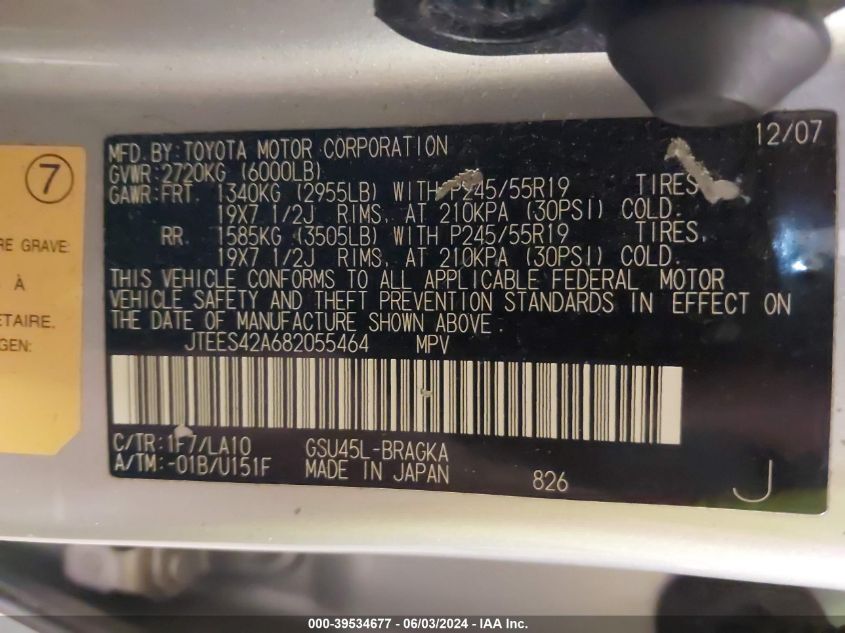 12/07
MFD. BY: TOYOTA MOTOR CORPORATION
GVWR: 2720KG (6000LB)
GAWR: FRT. 1340KG (2955LB) WITH P245/55R19 TIRES,
19X7 1/2J RIMS, AT 210KPA (30PSI) COLD.
RR. 1585KG (3505LB) WITH P245/55R19 TIRES,
19X7 1/2J RIMS, AT 210KPA (30PSI) COLD.
THIS VEHICLE CONFORMS TO ALL APPLICABLE FEDERAL MOTOR
VEHICLE SAFETY AND THEFT PREVENTION STANDARDS IN EFFECT ON
THE DATE OF MANUFACTURE SHOWN ABOVE.
JTEES42A682055464 MPV
C/TR: 1F7/LA10 GSU45L-BRAGKA
A/TM: -01B/U151F MADE IN JAPAN 826 J
7
RE GRAVE
À
ETAIRE.
GEN:
000-39534677 - 06/03/2024 - IAA Inc.